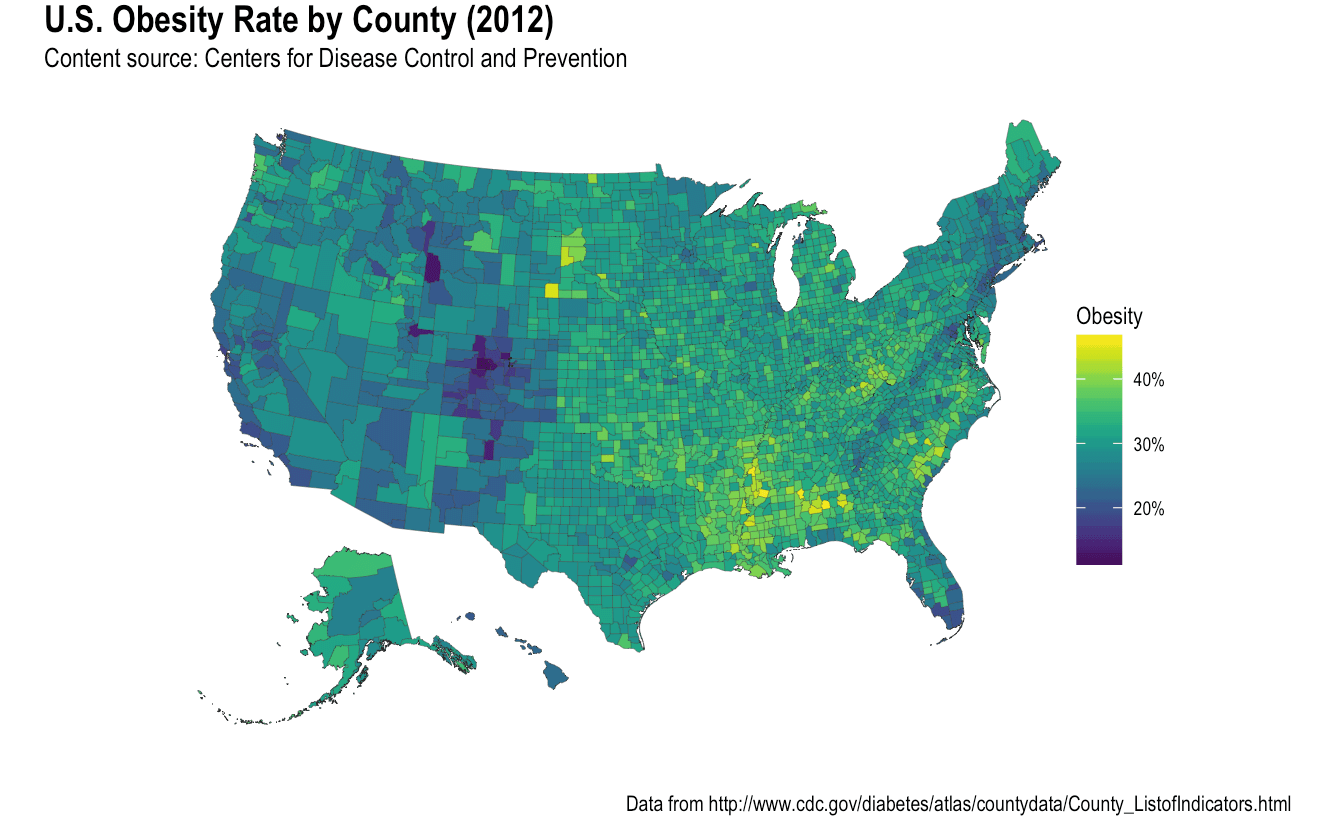 U.S. Obesity Rate by County (2012)
Content source: Centers for Disease Control and Prevention
Obesity
40%
30%
20%
Data from http://www.cdc.gov/diabetes/atlas/countydata/County_ListofIndicators.html